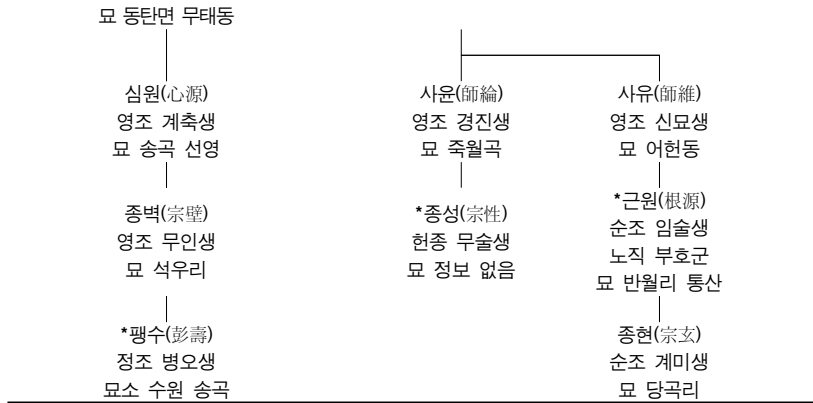 묘 동탄면 무태동
심원(心源)
영조 계축생
묘 송곡 선영
사윤(師綸)
영조 경진생
묘 죽월곡
사유(師維)
영조 신묘생
묘 어헌동
종벽(宗壁)
영조 무인생
묘 석우리
*종성(宗性)
헌종 무술생
묘 정보 없음
*근원(根源)
순조 임술생
노직 부호군
묘 반월리 통산
*팽수(彭壽)
정조 병오생
묘소 수원 송곡
종현(宗玄)
순조 계미생
묘 당곡리